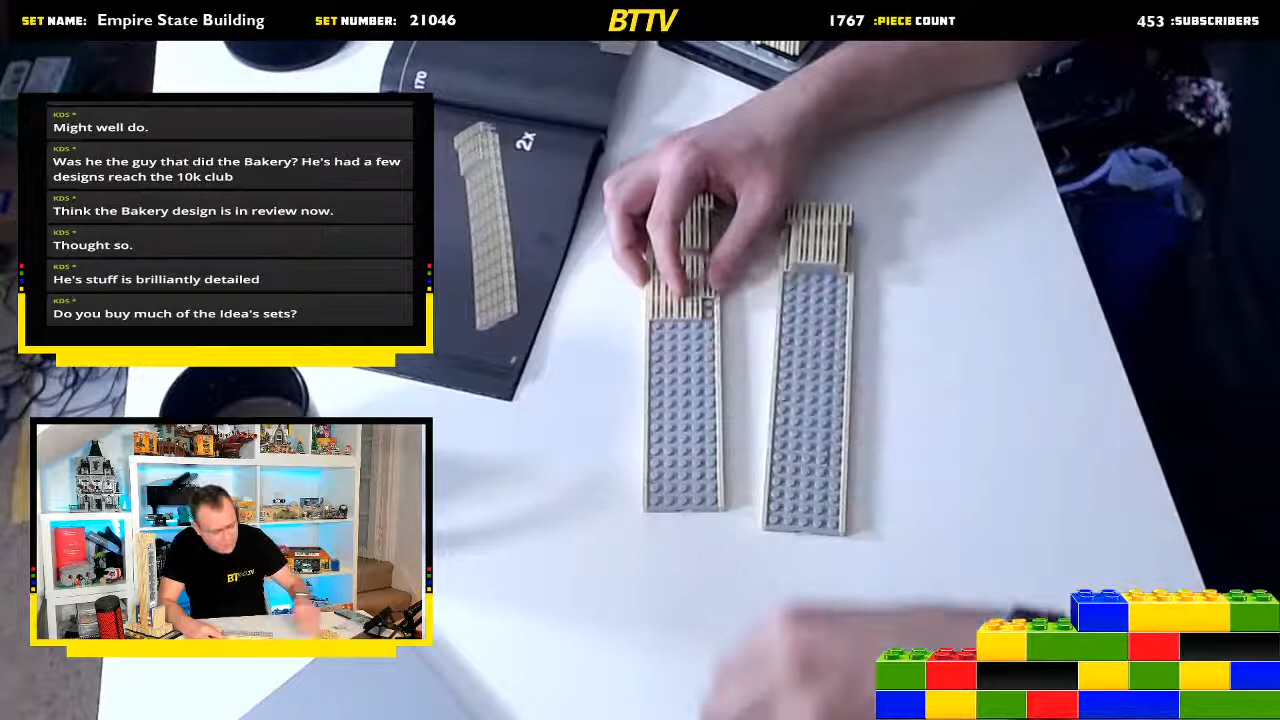 SET NAME: Empire State Building SET NUMBER: 21046 BTTV 1767 :PIECE COUNT 453 :SUBSCRIBERS
170
2x
KDS *
Might well do.
KDS *
Was he the guy that did the Bakery? He's had a few
designs reach the 10k club
KDS *
Think the Bakery design is in review now.
KDS *
Thought so.
KDS *
He's stuff is brilliantly detailed
KDS *
Do you buy much of the Idea's sets?